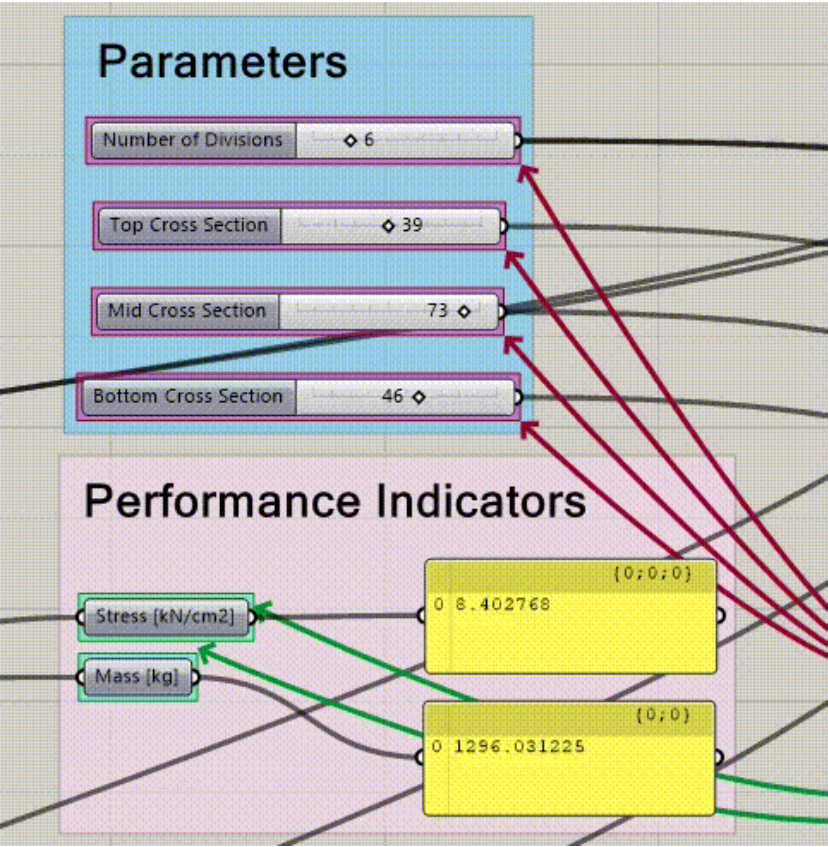 Parameters
Number of Divisions 6
Top Cross Section 39
Mid Cross Section 73
Bottom Cross Section 46
Performance Indicators
{0;0;0}
Stress [kN/cm2] 0 8.402768
Mass [kg]
{0;0}
0 1296.031225